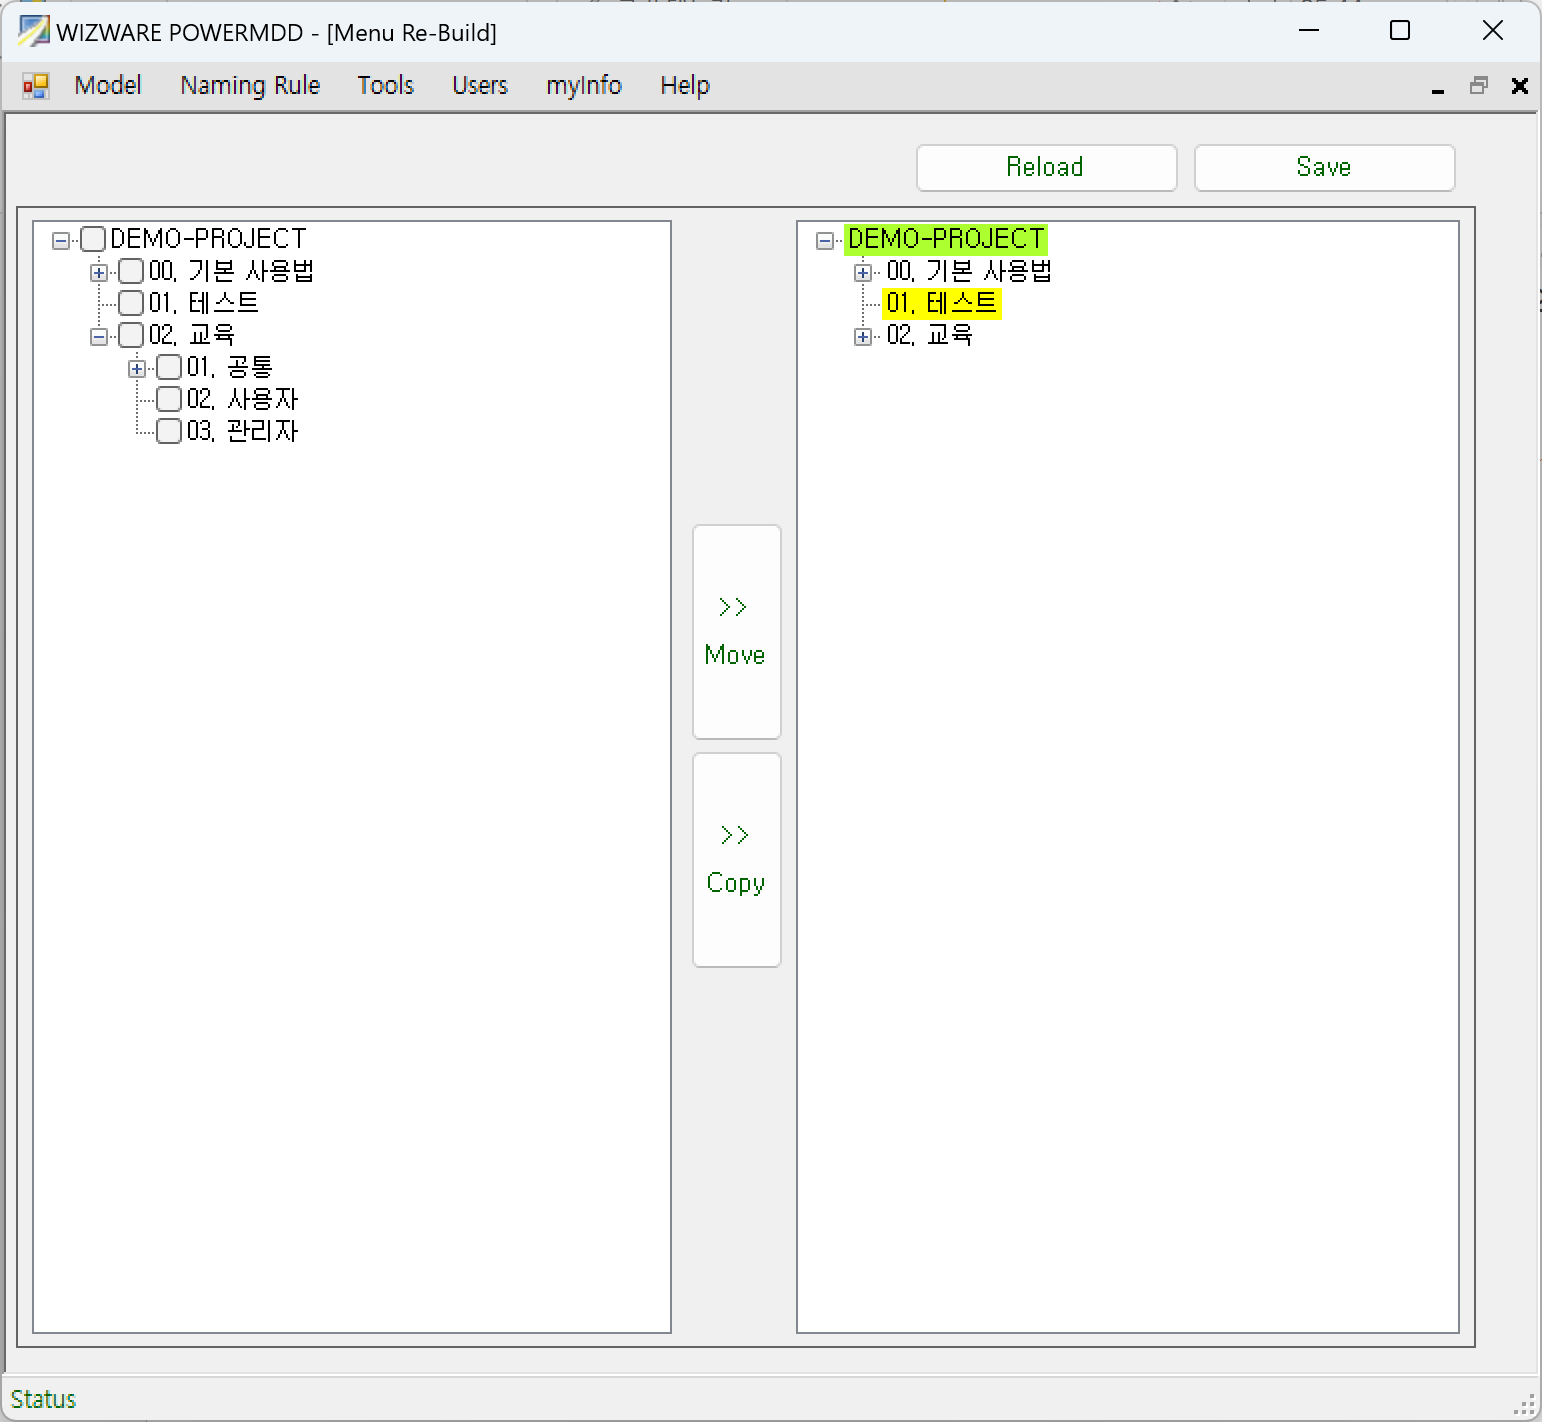 WIZWARE POWERMDD - [Menu Re-Build]
Model Naming Rule Tools Users myInfo Help
Reload Save
DEMO-PROJECT
00. 기본 사용법
01. 테스트
02. 교육
01. 공통
02. 사용자
03. 관리자
>>
Move
>>
Copy
DEMO-PROJECT
00. 기본 사용법
01. 테스트
02. 교육
Status